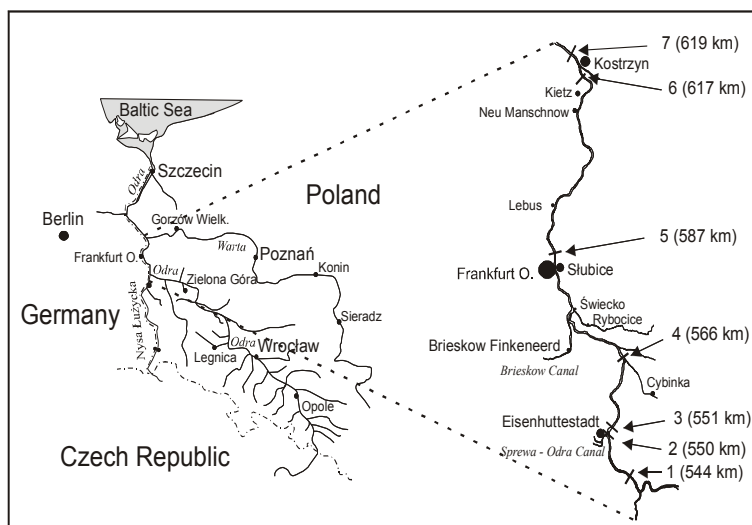 Baltic Sea
Szczecin
Odra
Poland
Berlin
Gorzów Wielk.
Warta
Poznań
Frankfurt O.
Konin
Odra
Zielona Góra
Germany
Nysa Łużycka
Sieradz
Odra
Wrocław
Legnica
Opole
Czech Republic
7 (619 km)
Kostrzyn
6 (617 km)
Kietz
Neu Manschnow
Lebus
5 (587 km)
Frankfurt O.
Słubice
Świecko
Rybocice
4 (566 km)
Brieskow Finkeneerd
Brieskow Canal
Cybinka
Eisenhuttestadt
3 (551 km)
2 (550 km)
Sprewa - Odra Canal
1 (544 km)